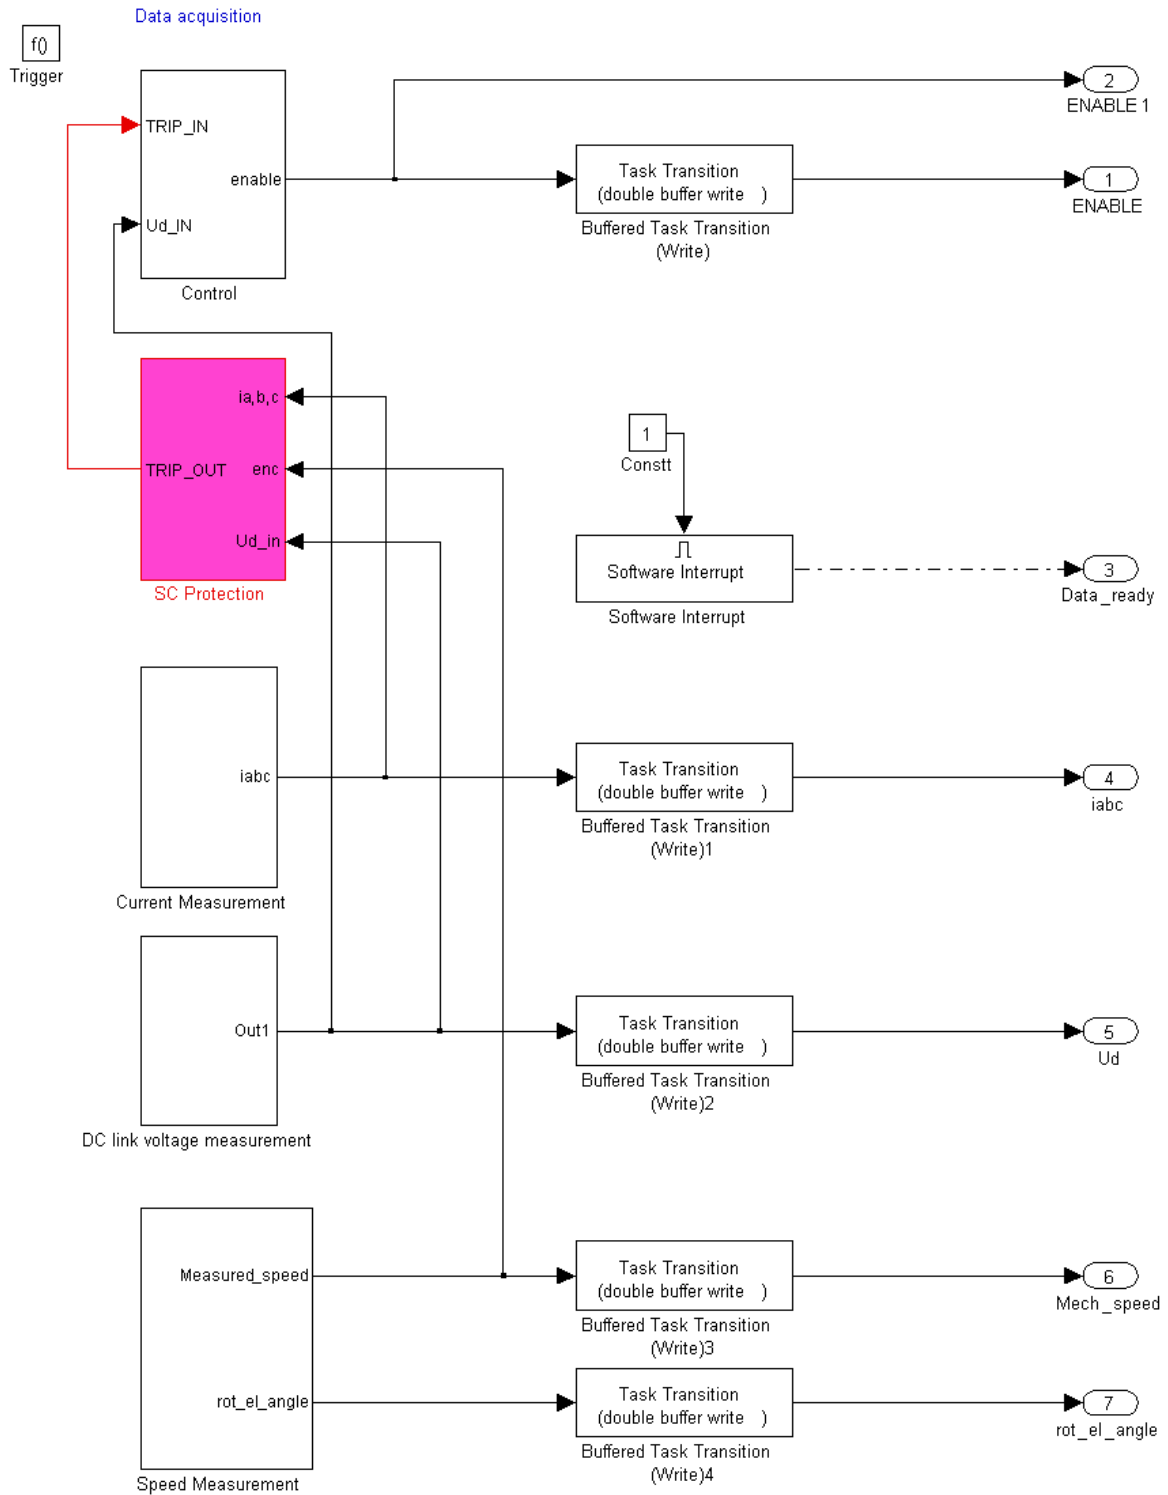 Data acquisition
f()
Trigger
TRIP_IN
enable
Ud_IN
Control
Task Transition
(double buffer write )
Buffered Task Transition
(Write)
2
ENABLE 1
1
ENABLE
ia,b,c
TRIP_OUT enc
Ud_in
SC Protection
1
Constt
Software Interrupt
Software Interrupt
3
Data_ready
iabc
Current Measurement
Task Transition
(double buffer write )
Buffered Task Transition
(Write)1
4
iabc
Out1
DC link voltage measurement
Task Transition
(double buffer write )
Buffered Task Transition
(Write)2
5
Ud
Measured_speed
rot_el_angle
Speed Measurement
Task Transition
(double buffer write )
Buffered Task Transition
(Write)3
6
Mech_speed
Task Transition
(double buffer write )
Buffered Task Transition
(Write)4
7
rot_el_angle